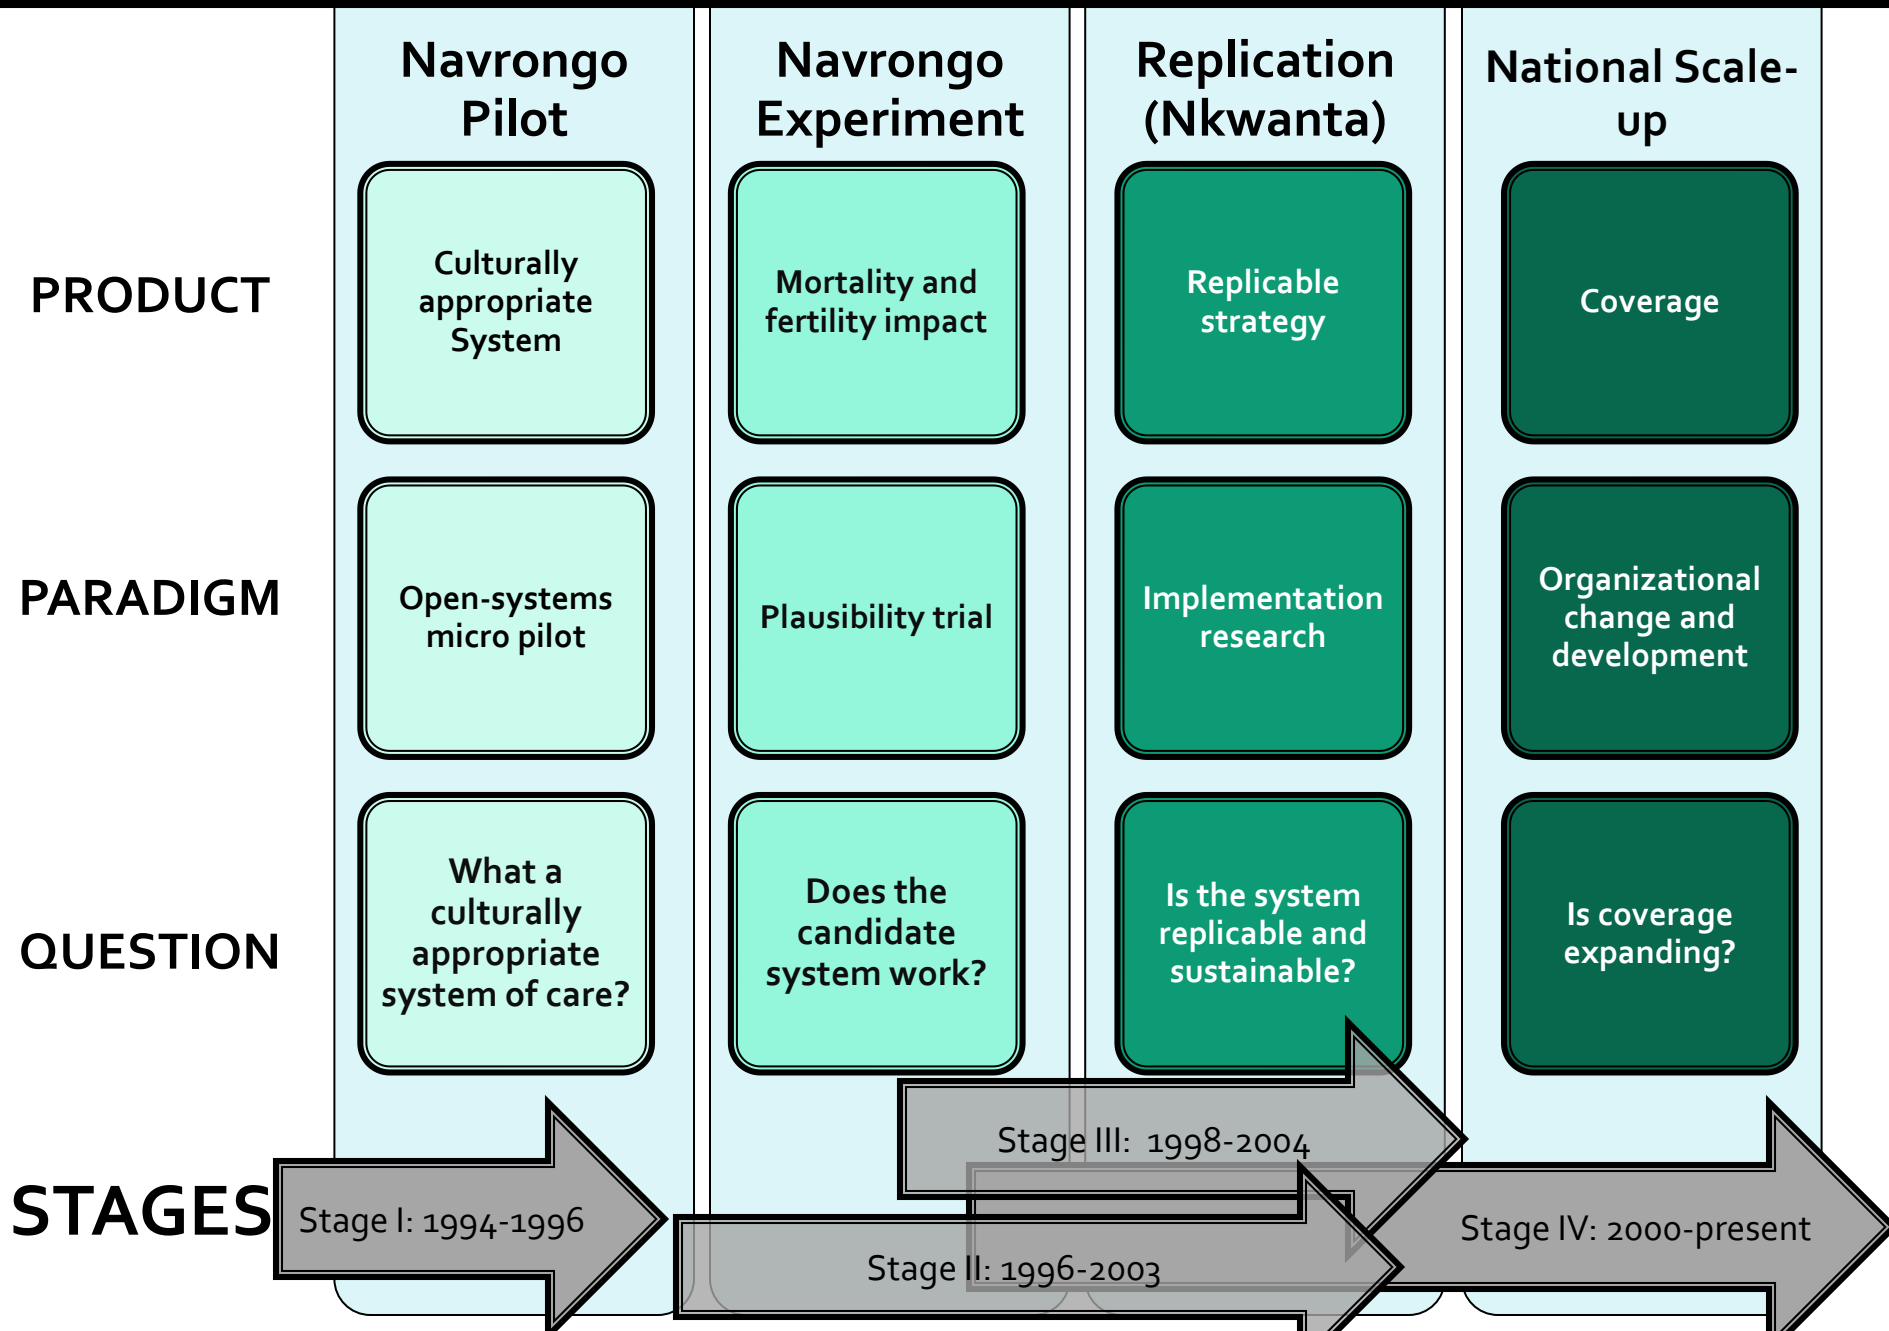 Navrongo
Pilot
Navrongo
Experiment
Replication
(Nkwanta)
National Scale-
up
PRODUCT
Culturally
appropriate
System
Mortality and
fertility impact
Replicable
strategy
Coverage
PARADIGM
Open-systems
micro pilot
Plausibility trial
Implementation
research
Organizational
change and
development
QUESTION
What a
culturally
appropriate
system of care?
Does the
candidate
system work?
Is the system
replicable and
sustainable?
Is coverage
expanding?
STAGES
Stage I: 1994-1996
Stage II: 1996-2003
Stage III:  1998-2004
Stage IV: 2000-present